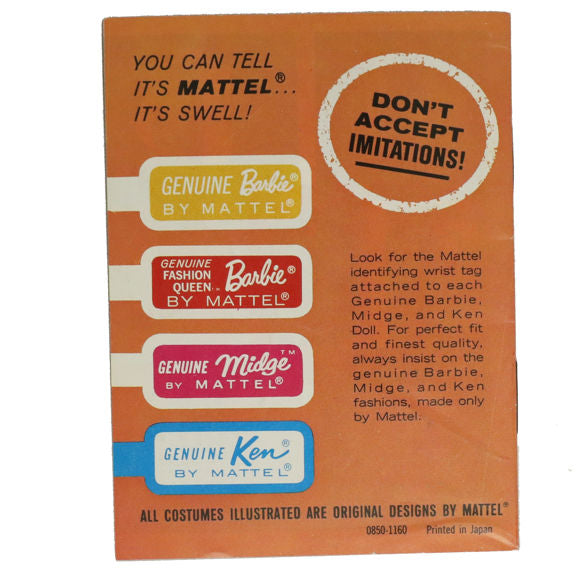 YOU CAN TELL
IT'S MATTEL®...
IT'S SWELL!
DON'T
ACCEPT
IMITATIONS!
GENUINE Barbie®
BY MATTEL®
GENUINE
FASHION
QUEEN™ Barbie®
BY MATTEL®
GENUINE Midge™
BY MATTEL®
GENUINE Ken®
BY MATTEL®
Look for the Mattel
identifying wrist tag
attached to each
Genuine Barbie,
Midge, and Ken
Doll. For perfect fit
and finest quality,
always insist on the
genuine Barbie,
Midge, and Ken
fashions, made only
by Mattel.
ALL COSTUMES ILLUSTRATED ARE ORIGINAL DESIGNS BY MATTEL®
0850-1160 Printed in Japan